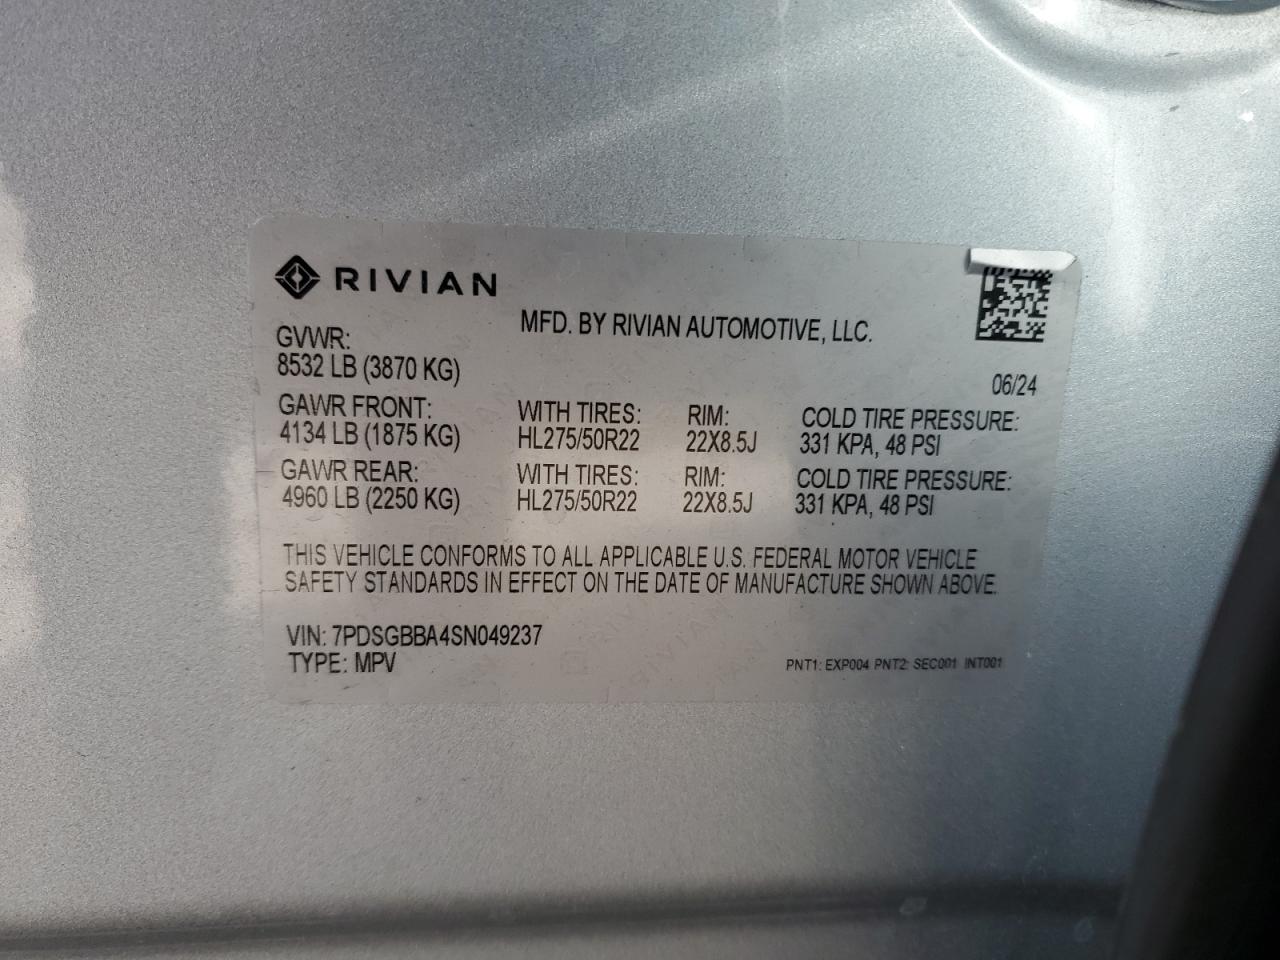 RIVIAN
MFD. BY RIVIAN AUTOMOTIVE, LLC.
GVWR:
8532 LB (3870 KG)
06/24
GAWR FRONT: WITH TIRES: RIM: COLD TIRE PRESSURE:
4134 LB (1875 KG) HL275/50R22 22X8.5J 331 KPA, 48 PSI
GAWR REAR: WITH TIRES: RIM: COLD TIRE PRESSURE:
4960 LB (2250 KG) HL275/50R22 22X8.5J 331 KPA, 48 PSI
THIS VEHICLE CONFORMS TO ALL APPLICABLE U.S. FEDERAL MOTOR VEHICLE
SAFETY STANDARDS IN EFFECT ON THE DATE OF MANUFACTURE SHOWN ABOVE.
VIN: 7PDSGBBA4SN049237
TYPE: MPV
PNT1: EXP004 PNT2: SEC001 INT001